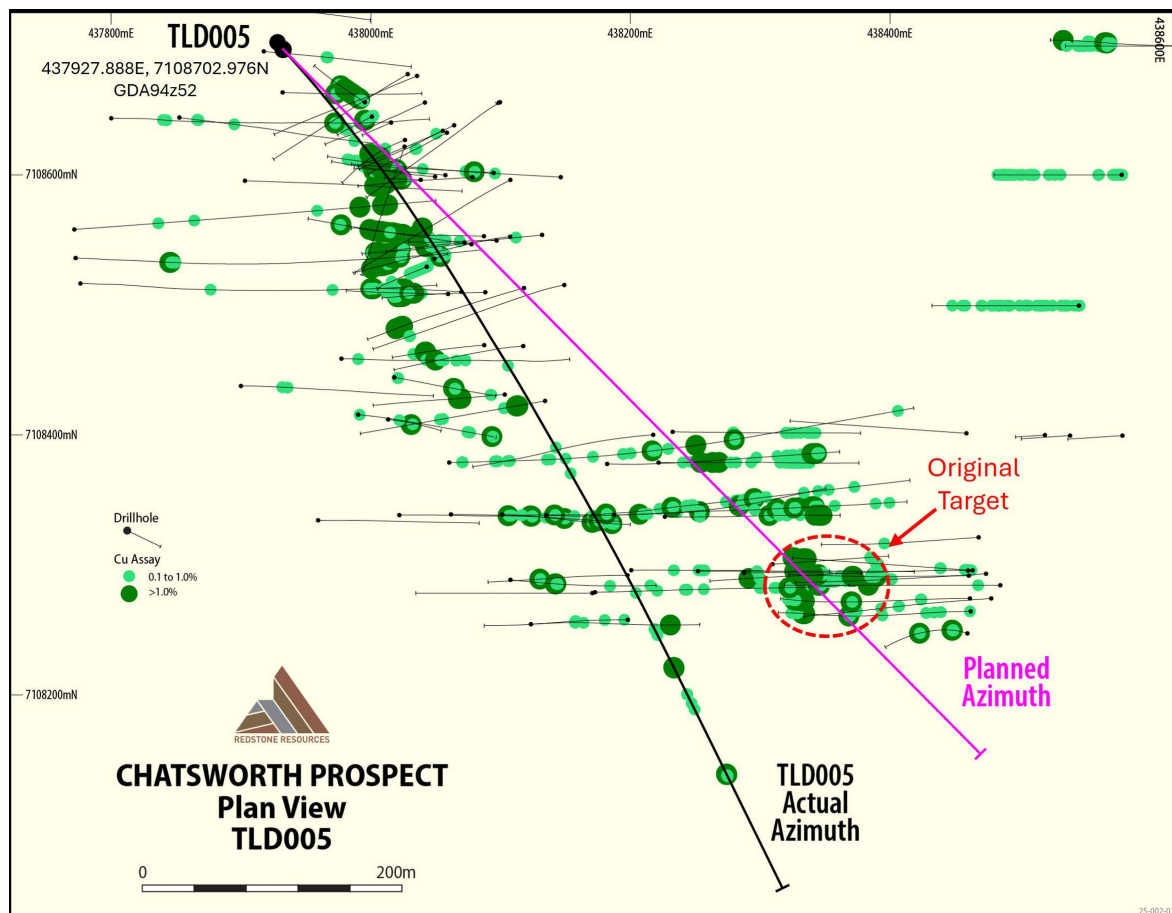 437800mE
438000mE
438200mE
438400mE
438600E
TLD005
437927.888E, 7108702.976N
GDA94z52
7108600mN
7108400mN
Original
Target
Drillhole
Cu Assay
0.1 to 1.0%
>1.0%
Planned
Azimuth
7108200mN
REDSTONE RESOURCES
CHATSWORTH PROSPECT
Plan View
TLD005
TLD005
Actual
Azimuth
0
200m